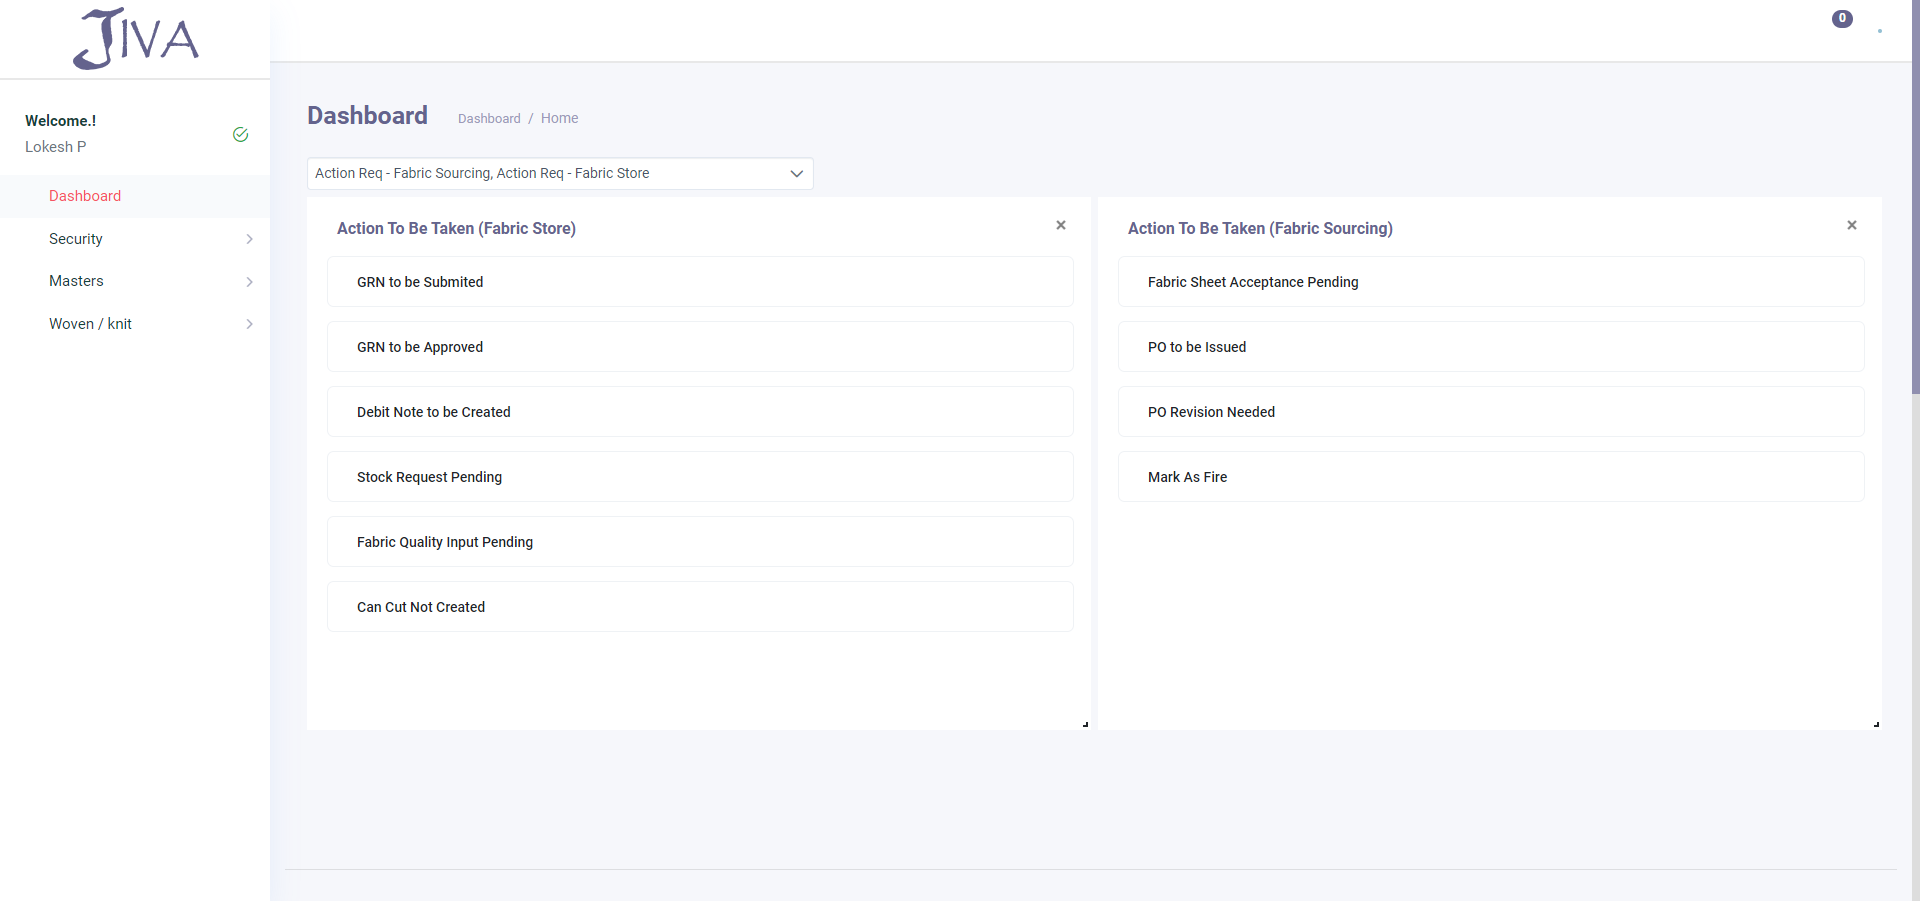 JIVA
0
Welcome.!
Lokesh P
Dashboard
Security
Masters
Woven / knit
Dashboard
Dashboard / Home
Action Req - Fabric Sourcing, Action Req - Fabric Store
Action To Be Taken (Fabric Store)
×
GRN to be Submited
GRN to be Approved
Debit Note to be Created
Stock Request Pending
Fabric Quality Input Pending
Can Cut Not Created
Action To Be Taken (Fabric Sourcing)
×
Fabric Sheet Acceptance Pending
PO to be Issued
PO Revision Needed
Mark As Fire